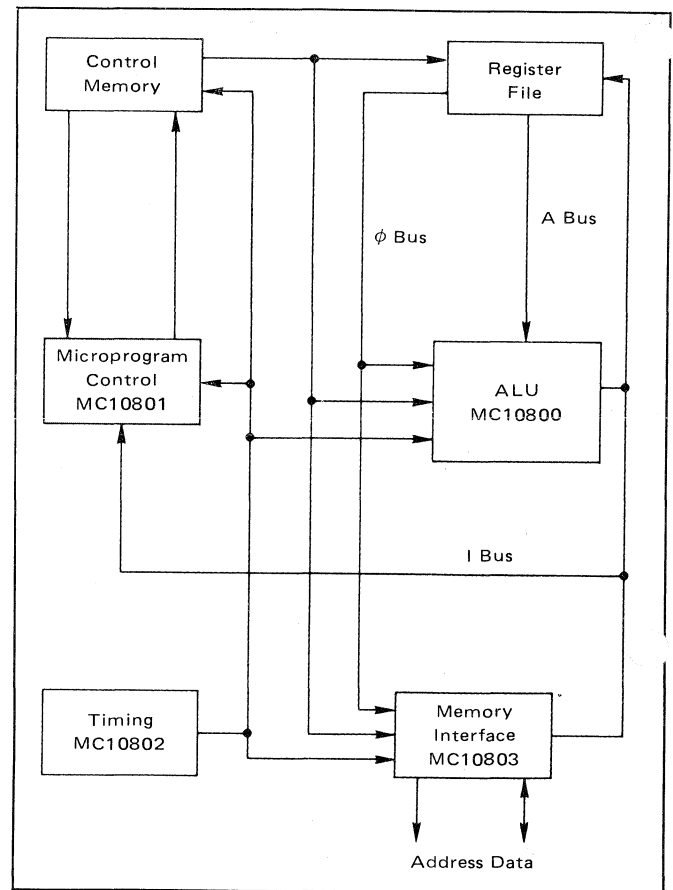 Control
Memory
Register
File
ϕ Bus
A Bus
Microprogram
Control
MC10801
ALU
MC10800
I Bus
Timing
MC10802
Memory
Interface
MC10803
Address Data